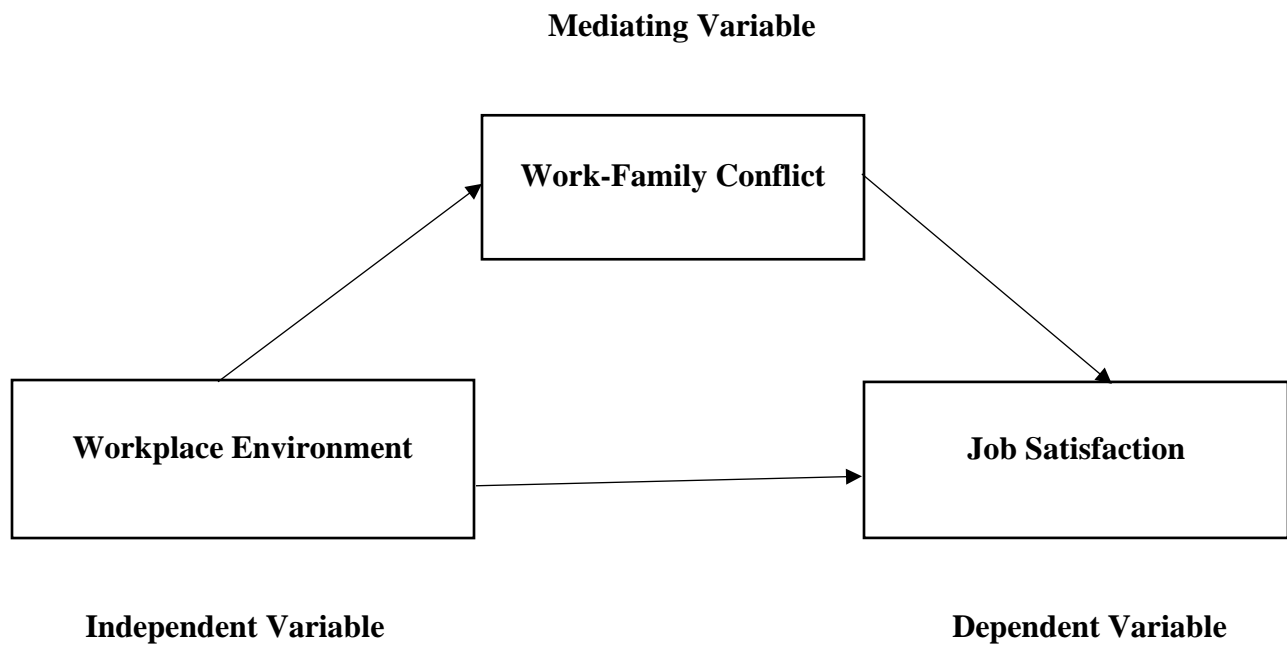 Mediating Variable
Work-Family Conflict
Workplace Environment
Job Satisfaction
Independent Variable
Dependent Variable